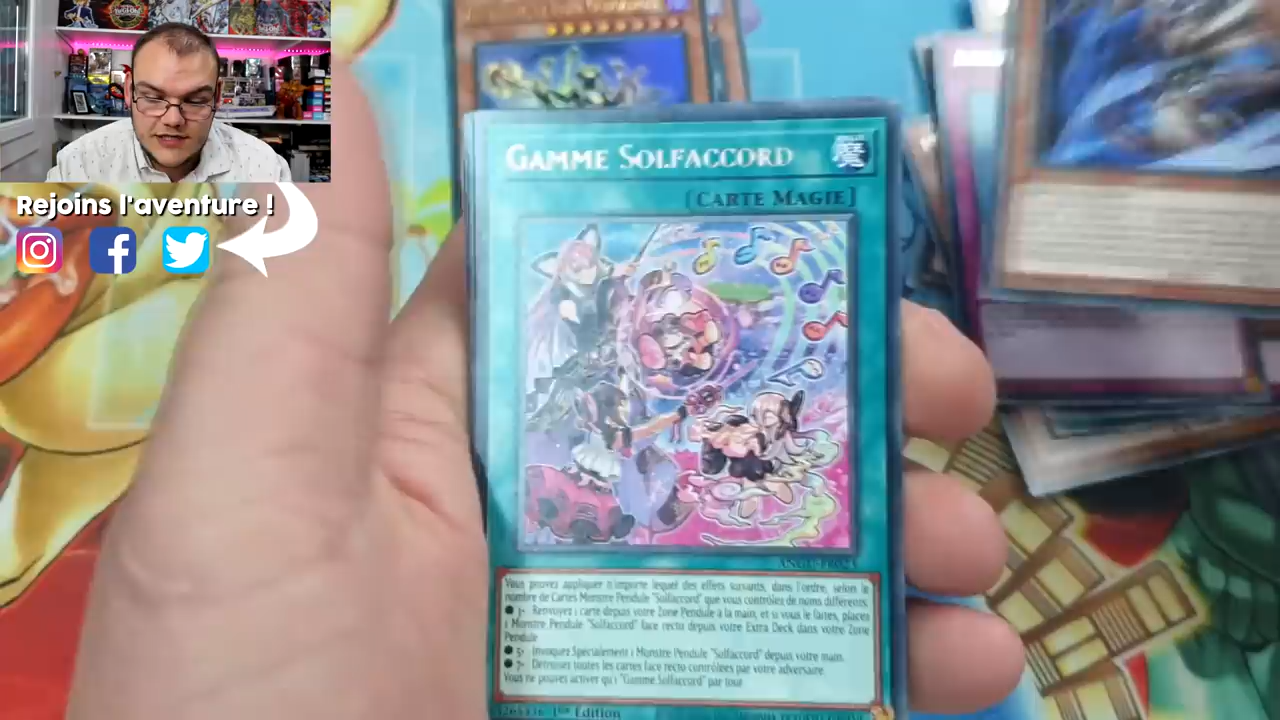 Rejoins l'aventure !
GAMME SOLFACCORD
[CARTE MAGIE]
ANGU-FR023
Vous pouvez appliquer n'importe lequel des effets suivants, dans l'ordre, selon le
nombre de Cartes Monstre Pendule "Solfaccord" que vous contrôlez de noms différents.
● 3+ Renvoyez 1 carte depuis votre Zone Pendule à la main, et si vous le faites, placez
1 Monstre Pendule "Solfaccord" face recto depuis votre Extra Deck dans votre Zone
Pendule
● 5+ Invoquez Spécialement 1 Monstre Pendule "Solfaccord" depuis votre main.
● 7+ Détruisez toutes les cartes face recto contrôlées par votre adversaire.
Vous ne pouvez activer qu'1 "Gamme Solfaccord" par tour
1re Edition